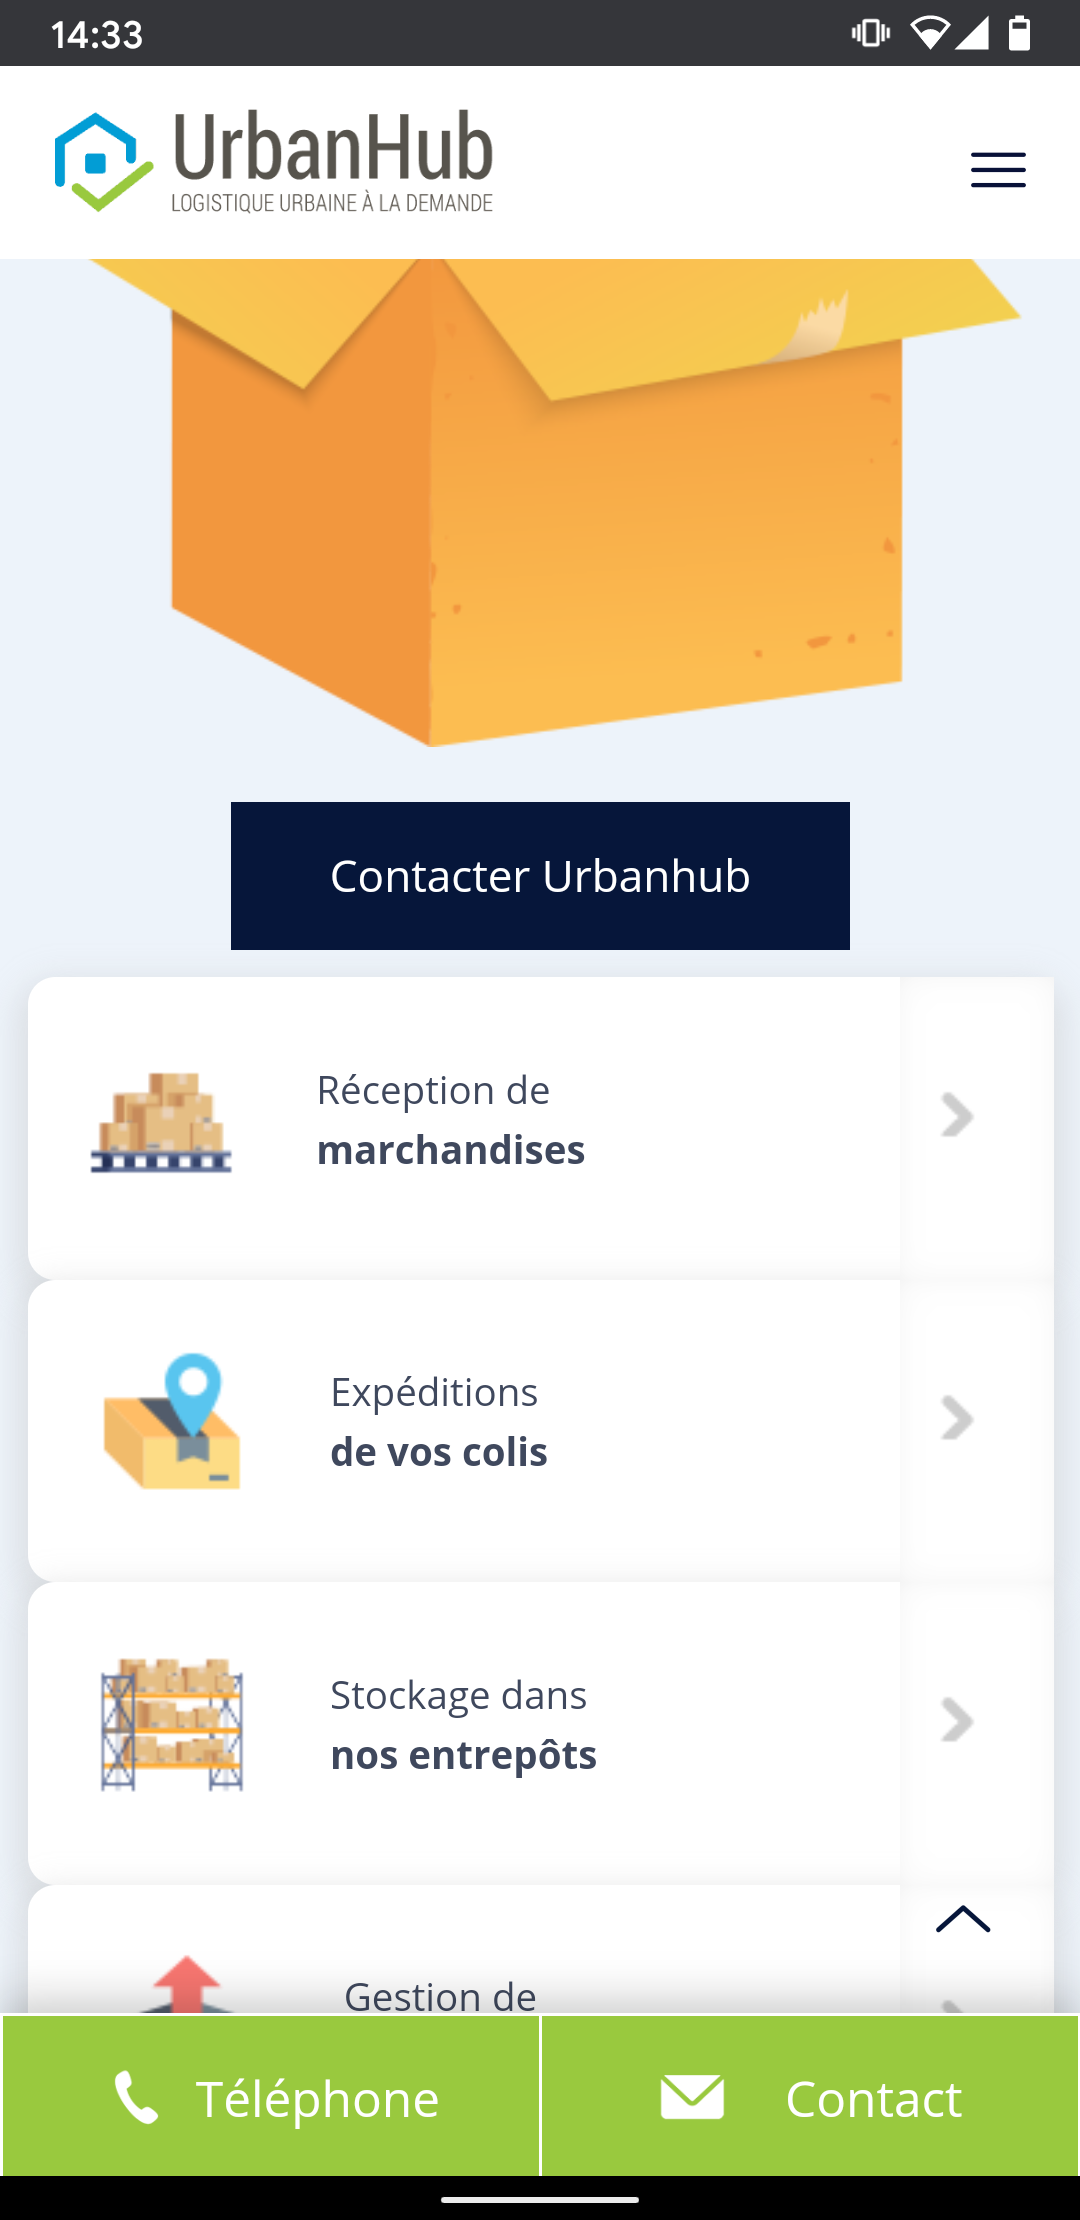 14:33
UrbanHub
LOGISTIQUE URBAINE À LA DEMANDE
Contacter Urbanhub
Réception de
marchandises
Expéditions
de vos colis
Stockage dans
nos entrepôts
Gestion de
Téléphone
Contact